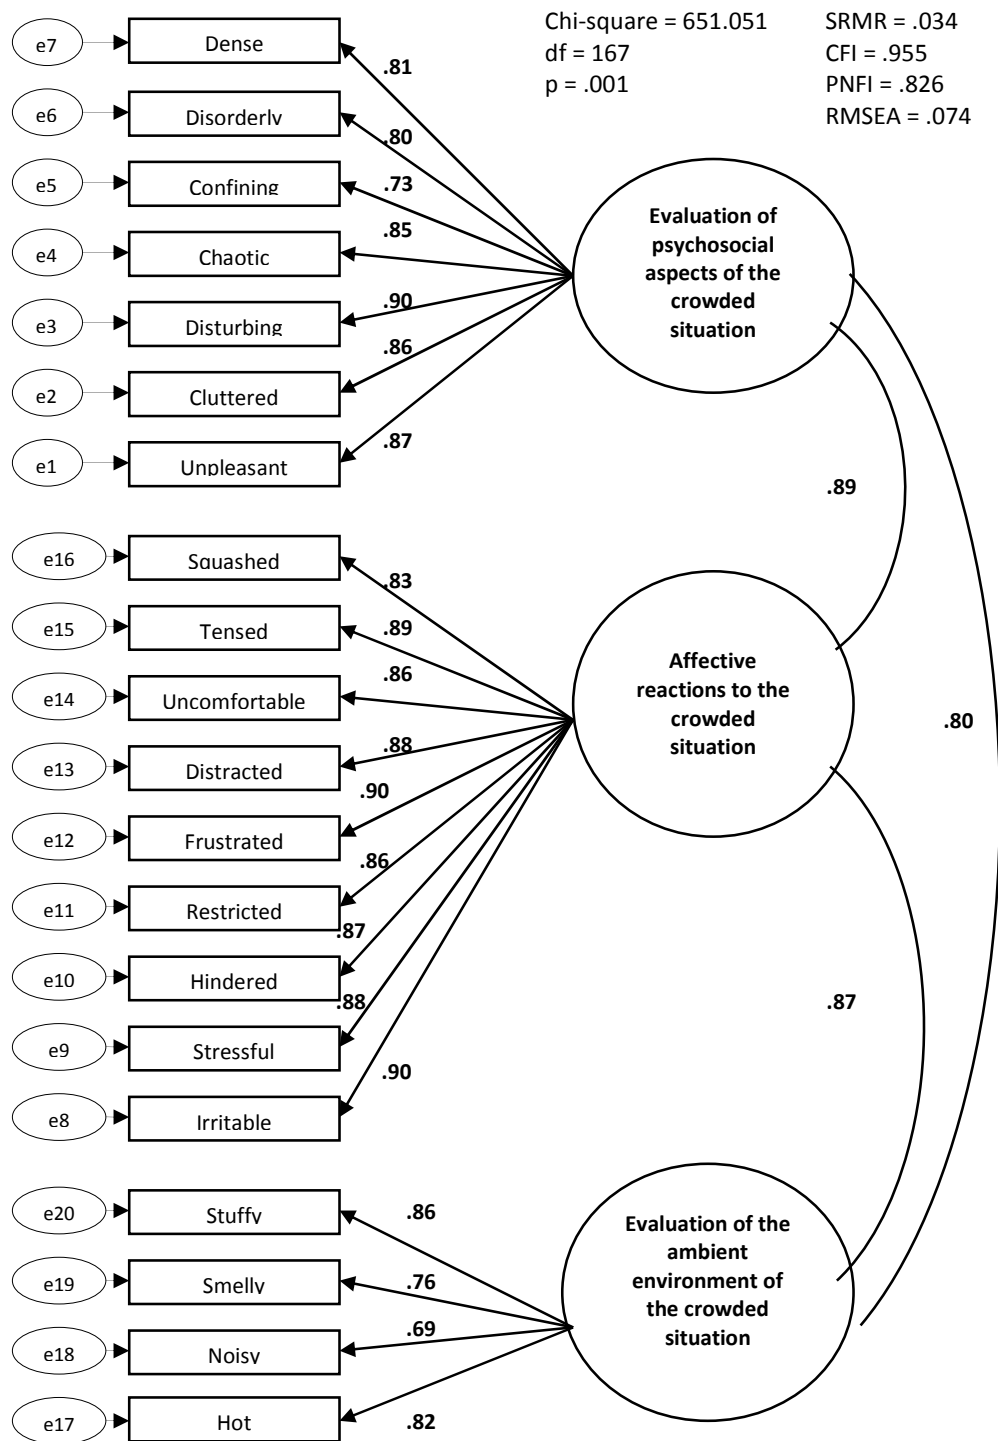 Chi-square = 651.051
df = 167
p = .001
SRMR = .034
CFI = .955
PNFI = .826
RMSEA = .074
e7
Dense
.81
e6
Disorderly
.80
e5
Confining
.73
e4
Chaotic
.85
e3
Disturbing
.90
e2
Cluttered
.86
e1
Unpleasant
.87
Evaluation of
psychosocial
aspects of the
crowded
situation
.89
e16
Squashed
.83
e15
Tensed
.89
e14
Uncomfortable
.86
e13
Distracted
.88
e12
Frustrated
.90
e11
Restricted
.86
e10
Hindered
.87
e9
Stressful
.88
e8
Irritable
.90
Affective
reactions to the
crowded
situation
.80
.87
e20
Stuffy
.86
e19
Smelly
.76
e18
Noisy
.69
e17
Hot
.82
Evaluation of the
ambient
environment of
the crowded
situation